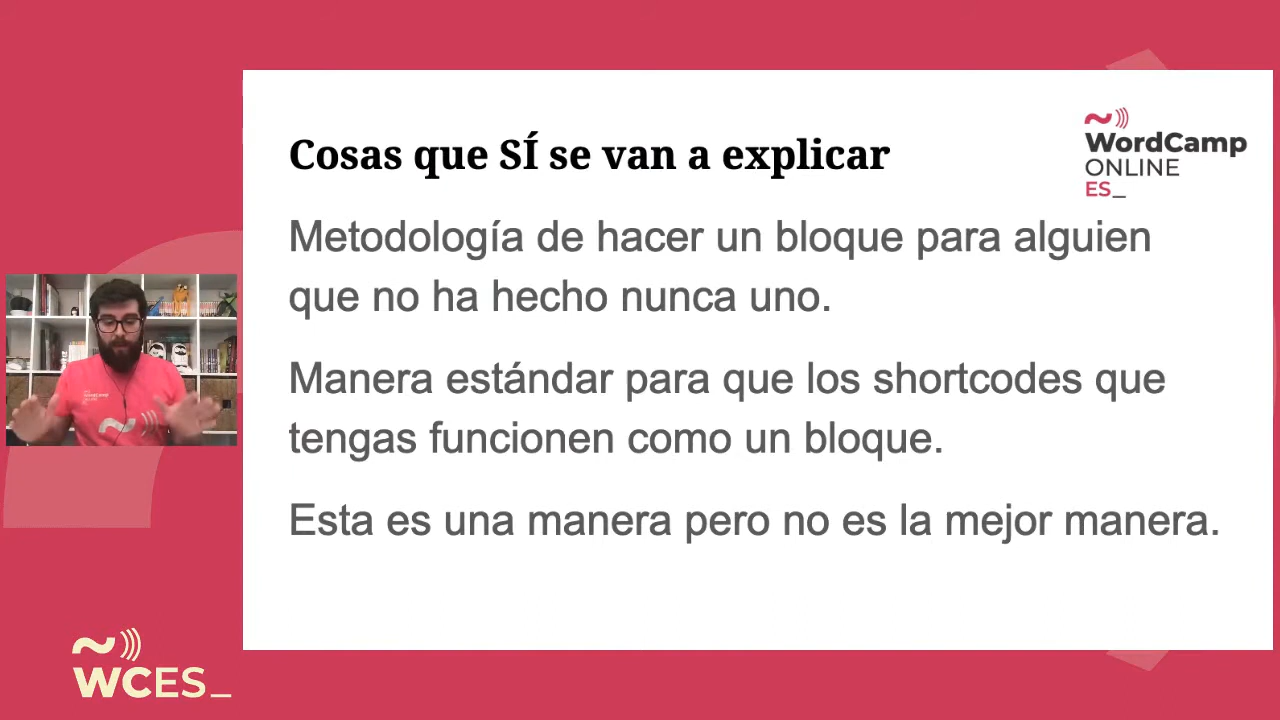 Cosas que SÍ se van a explicar
WordCamp
ONLINE
ES_
Metodología de hacer un bloque para alguien
que no ha hecho nunca uno.
Manera estándar para que los shortcodes que
tengas funcionen como un bloque.
Esta es una manera pero no es la mejor manera.
WCES_